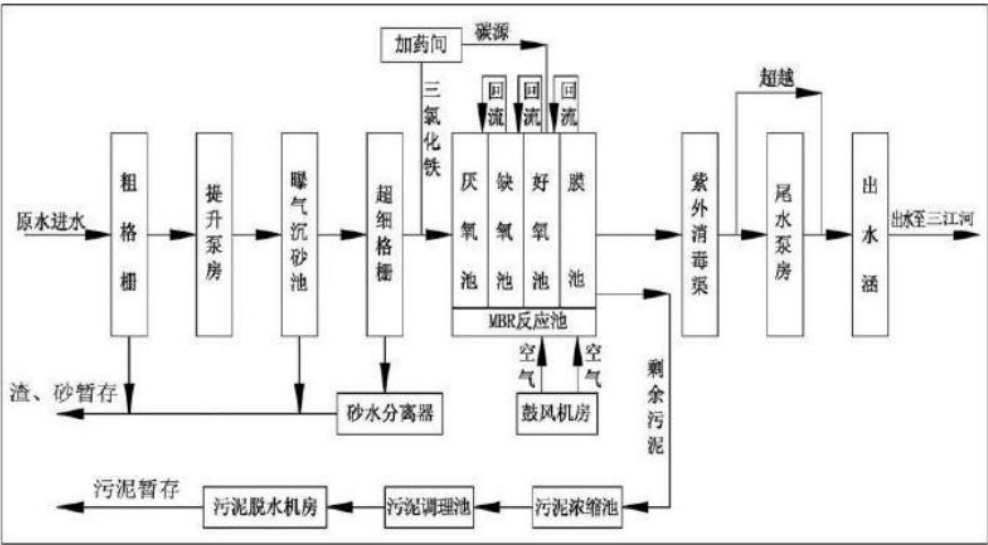 加药间
碳源
三氯化铁
回流
回流
回流
超越
原水进水
粗格栅
提升泵房
曝气沉砂池
超细格栅
厌氧池
缺氧池
好氧池
膜池
MBR反应池
紫外消毒渠
尾水泵房
出水涵
出水至三江河
空气
空气
渣、砂暂存
砂水分离器
鼓风机房
剩余污泥
污泥暂存
污泥脱水机房
污泥调理池
污泥浓缩池